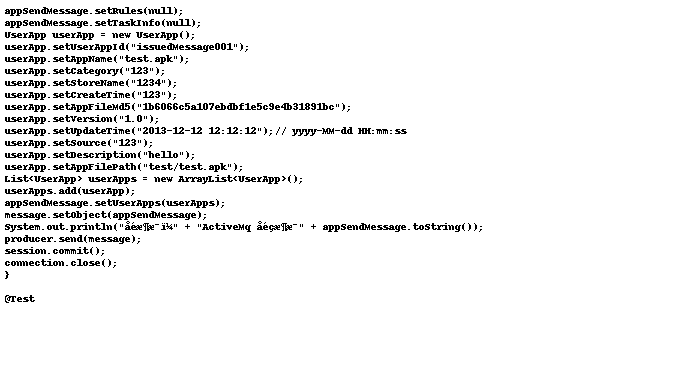 appSendMessage.setRules(null);
appSendMessage.setTaskInfo(null);
UserApp userApp = new UserApp();
userApp.setUserAppId("issuedMessage001");
userApp.setAppName("test.apk");
userApp.setCategory("123");
userApp.setStoreName("1234");
userApp.setCreateTime("123");
userApp.setAppFileMd5("1b6066c5a107ebdbf1e5c9e4b31891bc");
userApp.setVersion("1.0");
userApp.setUpdateTime("2013-12-12 12:12:12");// yyyy-MM-dd HH:mm:ss
userApp.setSource("123");
userApp.setDescription("hello");
userApp.setAppFilePath("test/test.apk");
List<UserApp> userApps = new ArrayList<UserApp>();
userApps.add(userApp);
appSendMessage.setUserApps(userApps);
message.setObject(appSendMessage);
System.out.println("åéæ¶æ¯ï¼" + "ActiveMq åéçæ¶æ¯" + appSendMessage.toString());
producer.send(message);
session.commit();
connection.close();
}
@Test